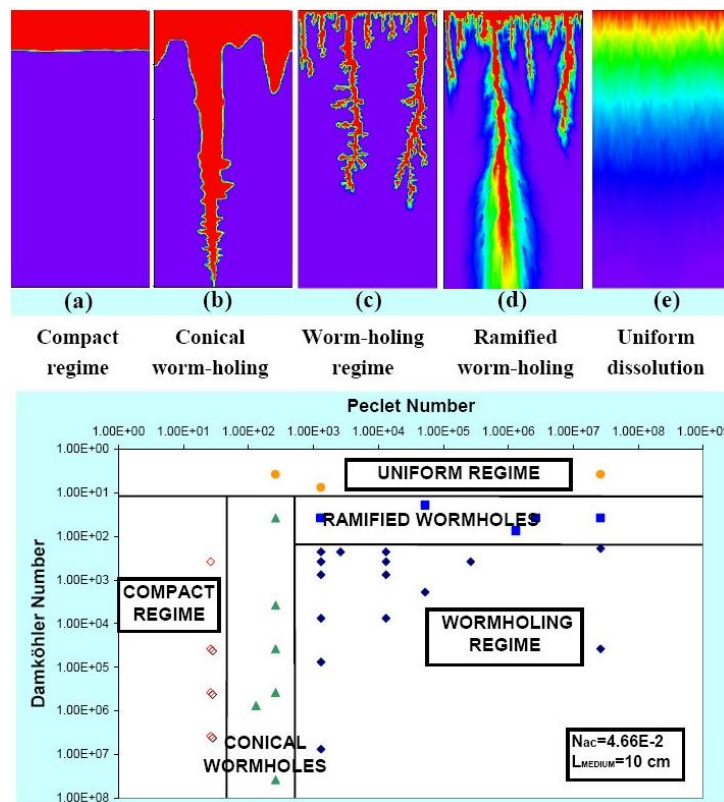 (a) (b) (c) (d) (e)
Compact regime
Conical worm-holing
Worm-holing regime
Ramified worm-holing
Uniform dissolution
Peclet Number
1.00E+00 1.00E+01 1.00E+02 1.00E+03 1.00E+04 1.00E+05 1.00E+06 1.00E+07 1.00E+08 1.00E+09
Damköhler Number
1.00E+00
1.00E+01
1.00E+02
1.00E+03
1.00E+04
1.00E+05
1.00E+06
1.00E+07
1.00E+08
UNIFORM REGIME
RAMIFIED WORMHOLES
COMPACT
REGIME
WORMHOLING
REGIME
CONICAL
WORMHOLES
NAC=4.66E-2
LMEDIUM=10 cm